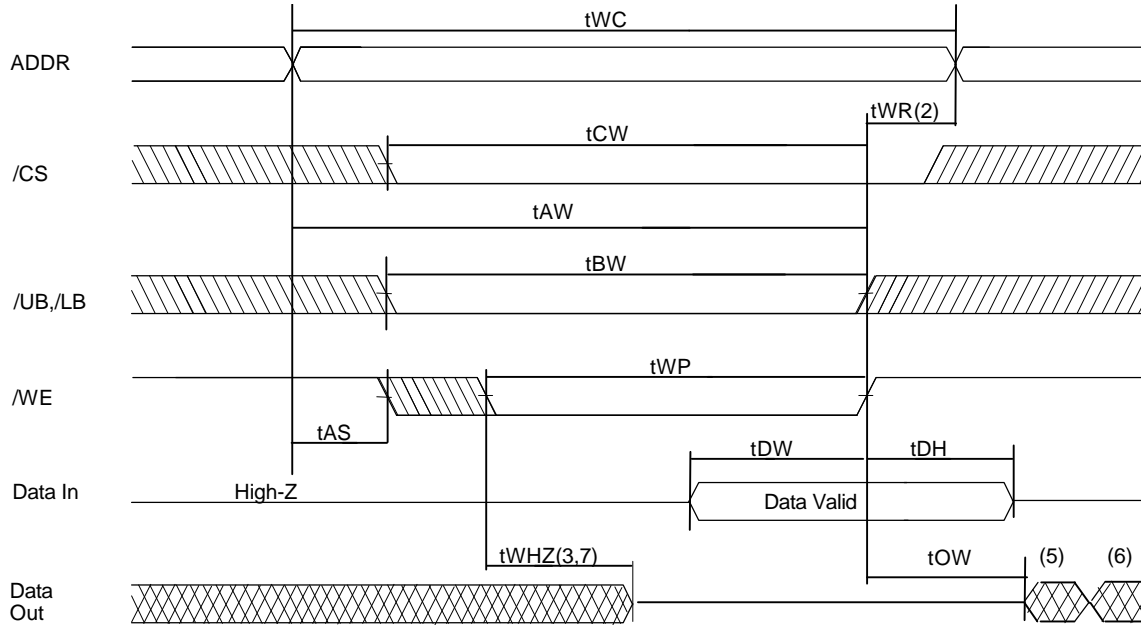 tWC
ADDR
tWR(2)
tCW
/CS
tAW
tBW
/UB,/LB
tWP
/WE
tAS
tDW
tDH
Data In
High-Z
Data Valid
tWHZ(3,7)
tOW
(5)
(6)
Data
Out